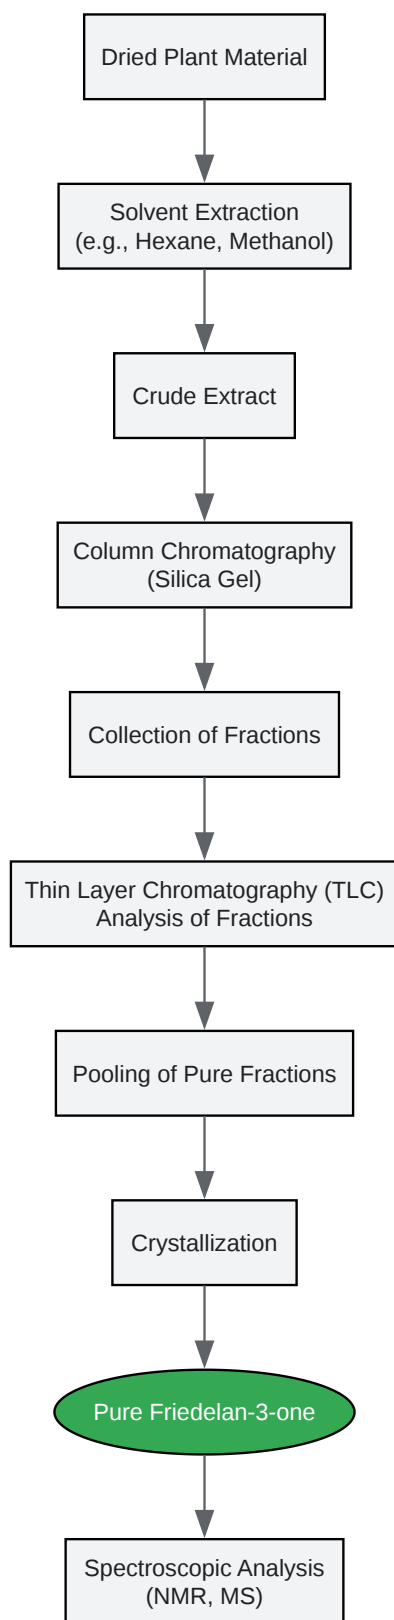 Dried Plant Material
Solvent Extraction
(e.g., Hexane, Methanol)
Crude Extract
Column Chromatography
(Silica Gel)
Collection of Fractions
Thin Layer Chromatography (TLC)
Analysis of Fractions
Pooling of Pure Fractions
Crystallization
Pure Friedelan-3-one
Spectroscopic Analysis
(NMR, MS)